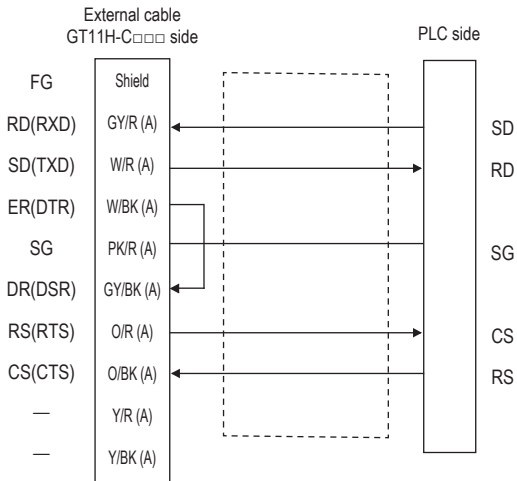 External cable
GT11H-C□□□ side
PLC side
FG Shield
RD(RXD) GY/R (A) SD
SD(TXD) W/R (A) RD
ER(DTR) W/BK (A)
SG PK/R (A) SG
DR(DSR) GY/BK (A)
RS(RTS) O/R (A) CS
CS(CTS) O/BK (A) RS
— Y/R (A)
— Y/BK (A)